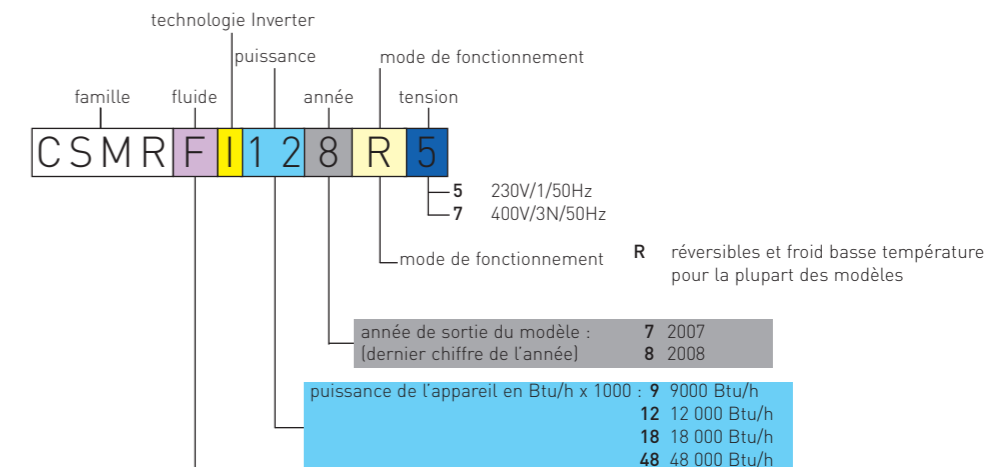 technologie Inverter
puissance
mode de fonctionnement
famille
fluide
année
tension
CSMRFI128R5
5 230V/1/50Hz
7 400V/3N/50Hz
mode de fonctionnement R réversibles et froid basse température
pour la plupart des modèles
année de sortie du modèle : 7 2007
(dernier chiffre de l'année) 8 2008
puissance de l'appareil en Btu/h x 1000 : 9 9000 Btu/h
12 12 000 Btu/h
18 18 000 Btu/h
48 48 000 Btu/h